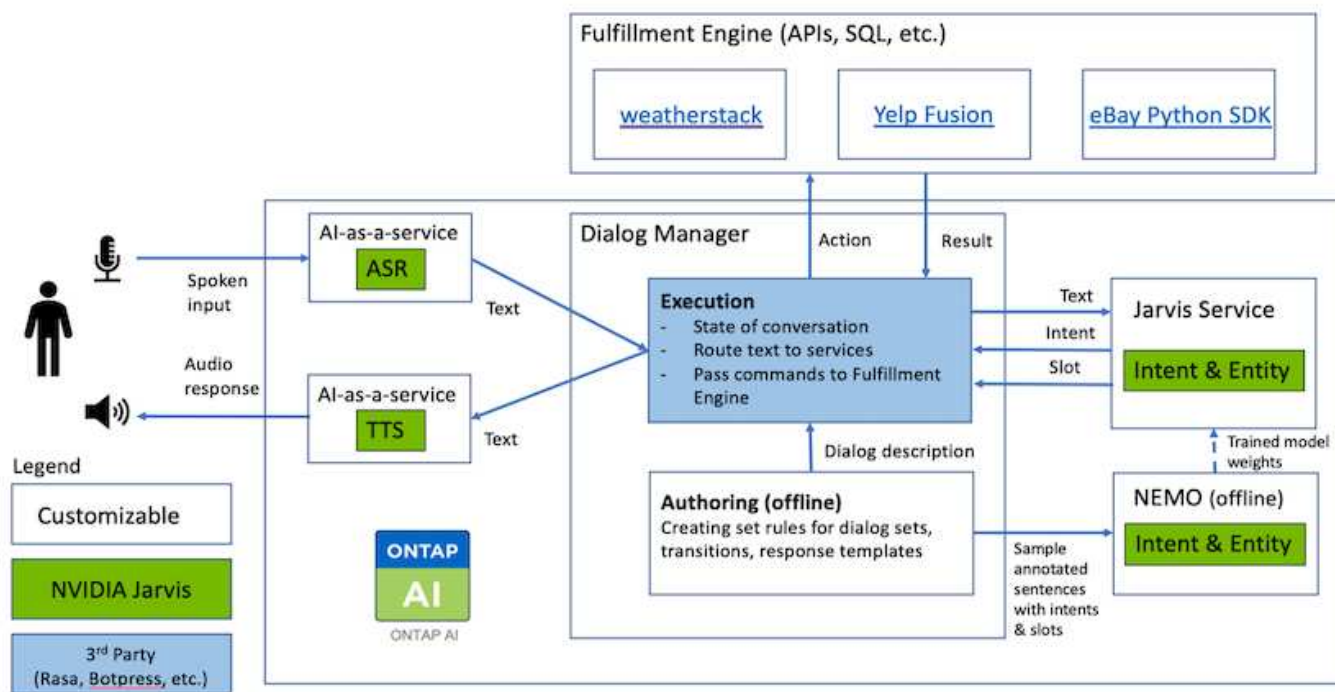 Fulfillment Engine (APIs, SQL, etc.)
weatherstack
Yelp Fusion
eBay Python SDK
AI-as-a-service
ASR
Spoken
input
Text
Dialog Manager
Action
Result
Execution
- State of conversation
- Route text to services
- Pass commands to Fulfillment
Engine
Text
Intent
Slot
Jarvis Service
Intent & Entity
Audio
response
AI-as-a-service
TTS
Text
Dialog description
Trained model
weights
Authoring (offline)
Creating set rules for dialog sets,
transitions, response templates
Sample
annotated
sentences
with intents
& slots
NEMO (offline)
Intent & Entity
Legend
Customizable
NVIDIA Jarvis
3rd Party
(Rasa, Botpress, etc.)
ONTAP
AI
ONTAP AI